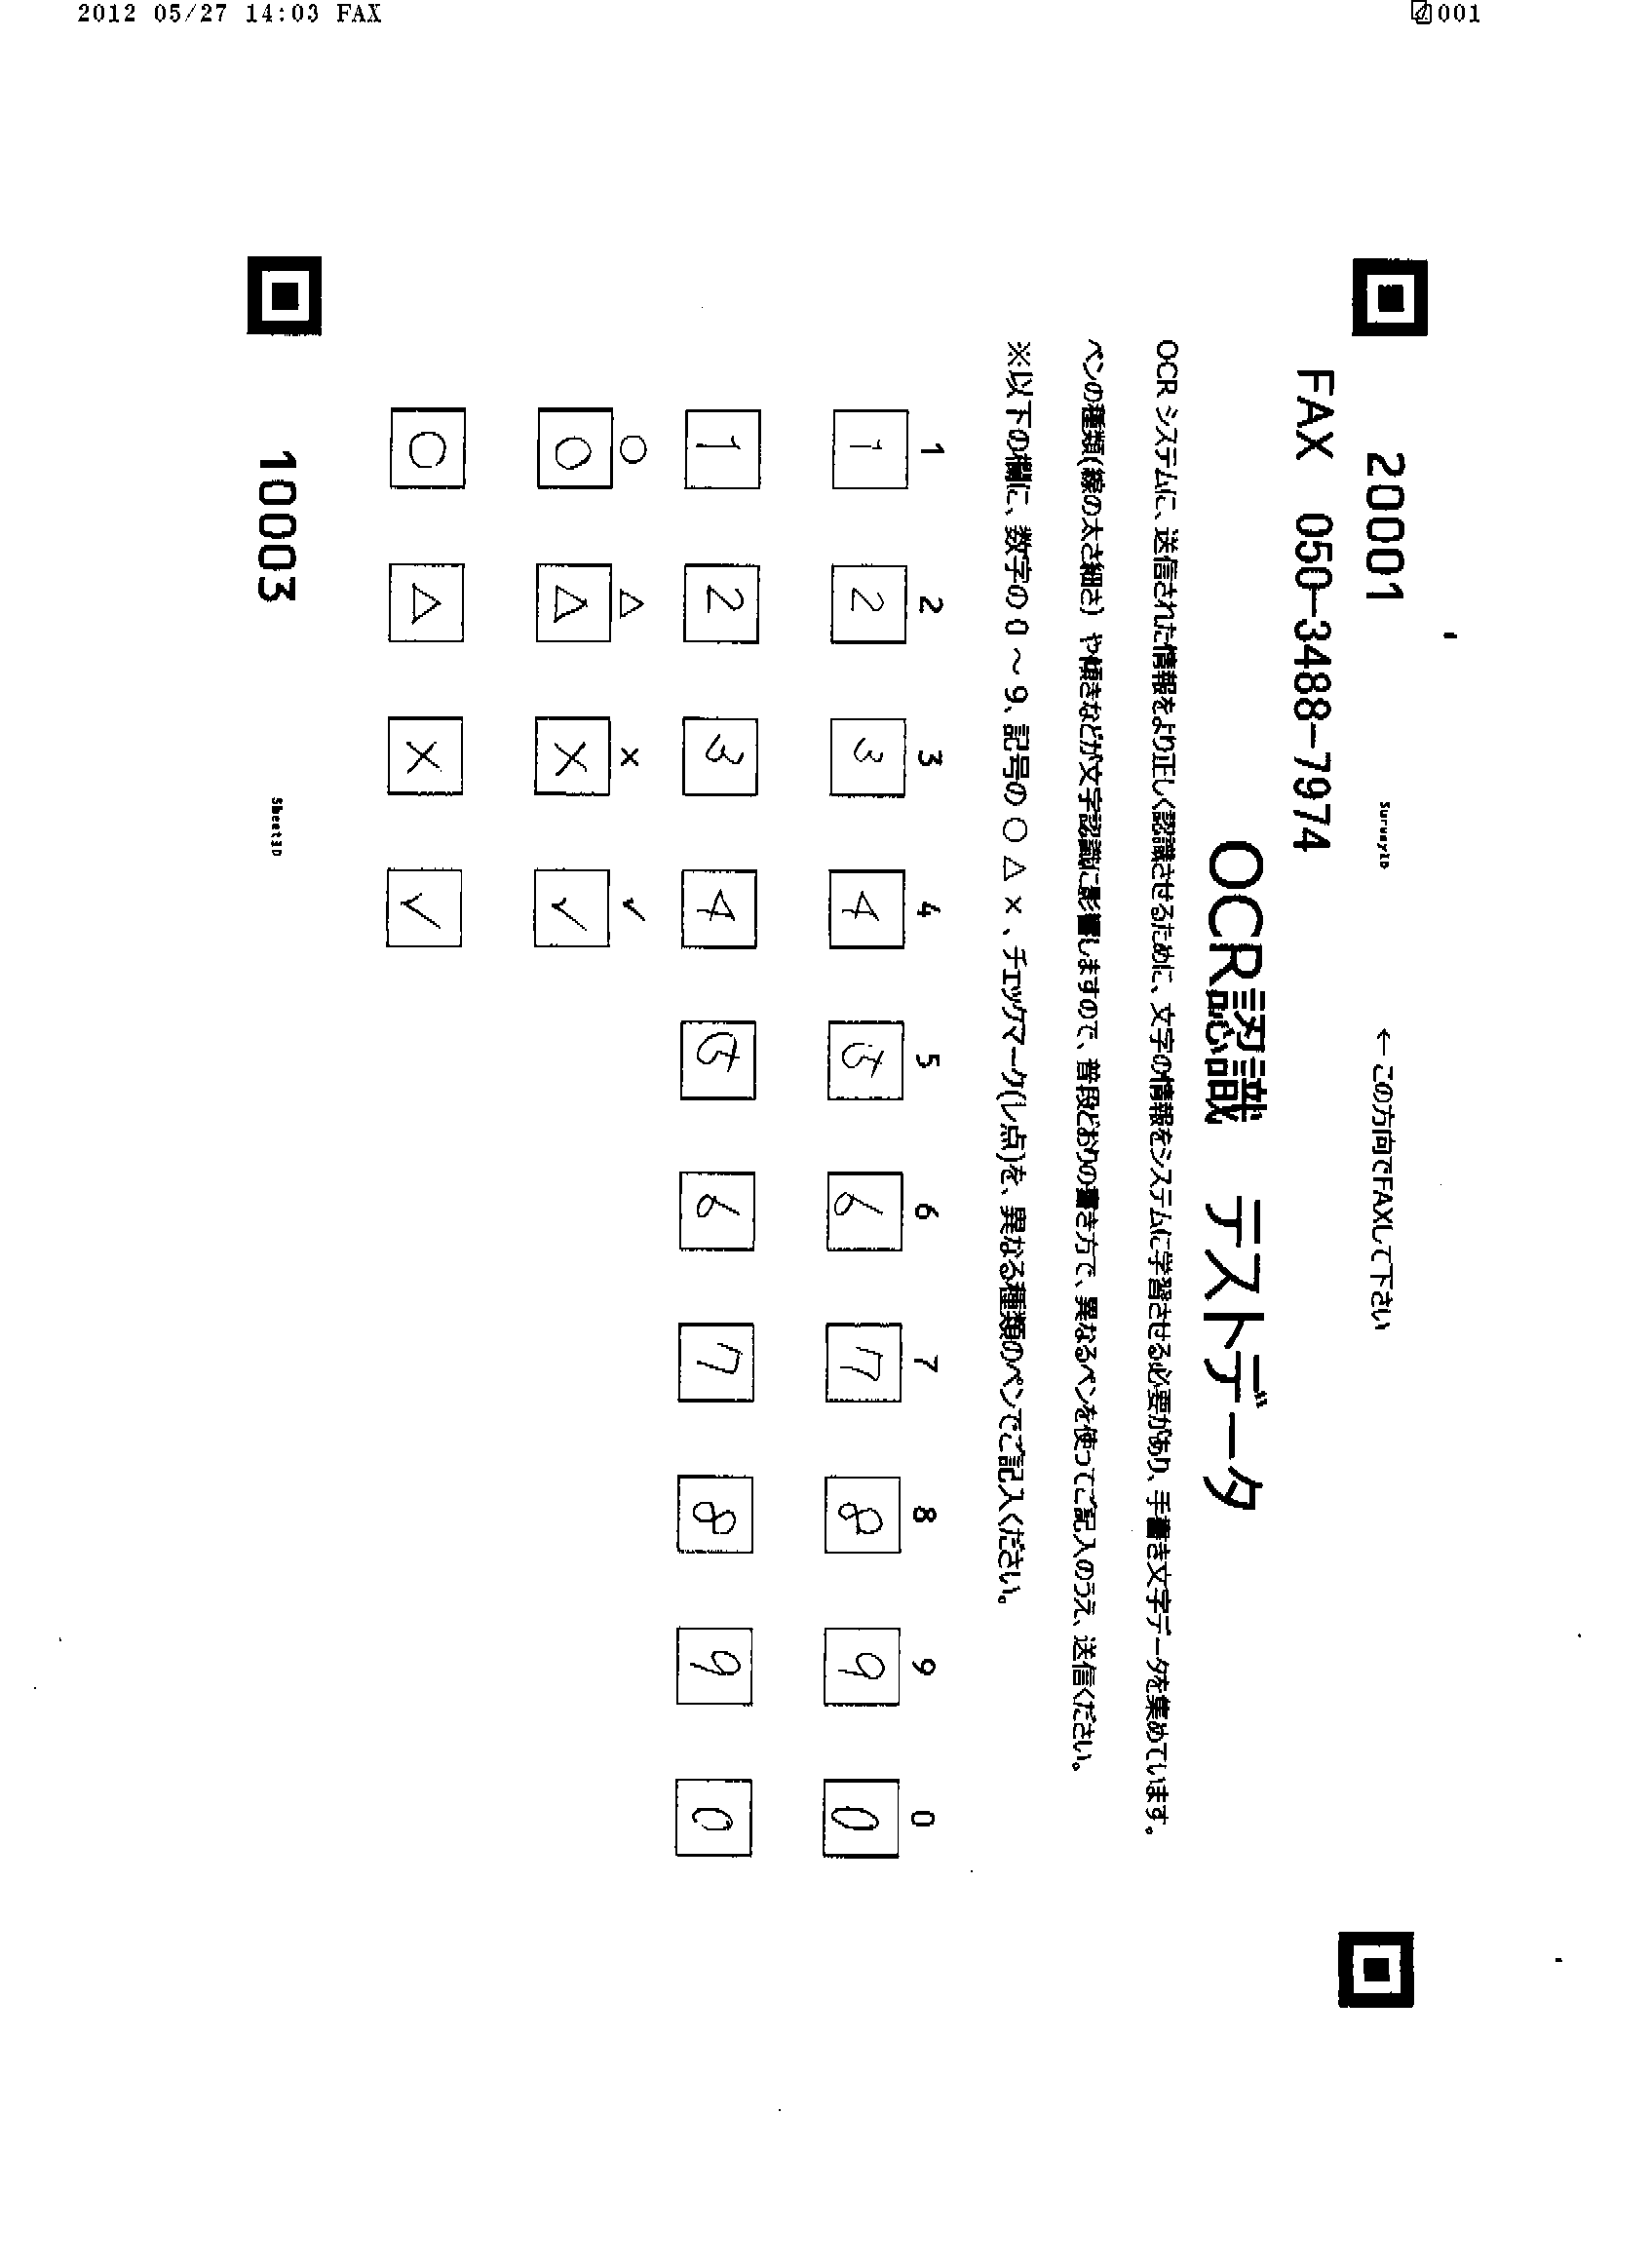 2012 05/27 14:03 FAX 001
20001 SurveyID ← この方向でFAXして下さい
FAX 050-3488-7974
OCR認識 テストデータ
OCR システムに、送信された情報をより正しく認識させるために、文字の情報をシステムに学習させる必要があり、手書き文字データを集めています。
ペンの種類(線の太さ細さ) や傾きなどが文字認識に影響しますので、普段どおりの書き方で、異なるペンを使ってご記入のうえ、送信ください。
※以下の欄に、数字の 0 ～ 9、記号の ○ △ × 、チェックマーク(レ点)を、異なる種類のペンでご記入ください。
1 2 3 4 5 6 7 8 9 0
1 2 3 4 5 6 7 8 9 0
1 2 3 4 5 6 7 8 9 0
○ △ × ✓
○ △ × ✓
○ △ × ✓
10003 SheetID